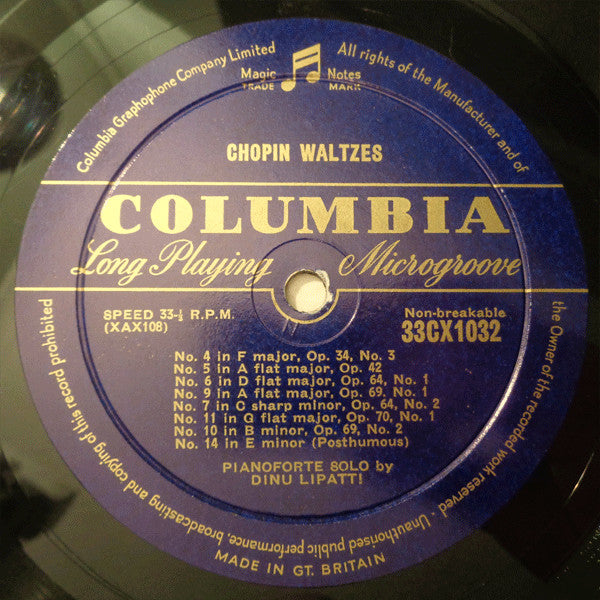 Columbia Graphophone Company Limited
Magic Notes
TRADE MARK
All rights of the Manufacturer and of
the Owner of the recorded work reserved - Unauthorised public performance, broadcasting and copying of this record prohibited
CHOPIN WALTZES
COLUMBIA
Long Playing Microgroove
SPEED 33-⅓ R.P.M.
(XAX108)
Non-breakable
33CX1032
No. 4 in F major, Op. 34, No. 3
No. 5 in A flat major, Op. 42
No. 6 in D flat major, Op. 64, No. 1
No. 9 in A flat major, Op. 69, No. 1
No. 7 in C sharp minor, Op. 64, No. 2
No. 11 in G flat major, Op. 70, No. 1
No. 10 in B minor, Op. 69, No. 2
No. 14 in E minor (Posthumous)
PIANOFORTE SOLO by
DINU LIPATTI
MADE IN GT. BRITAIN